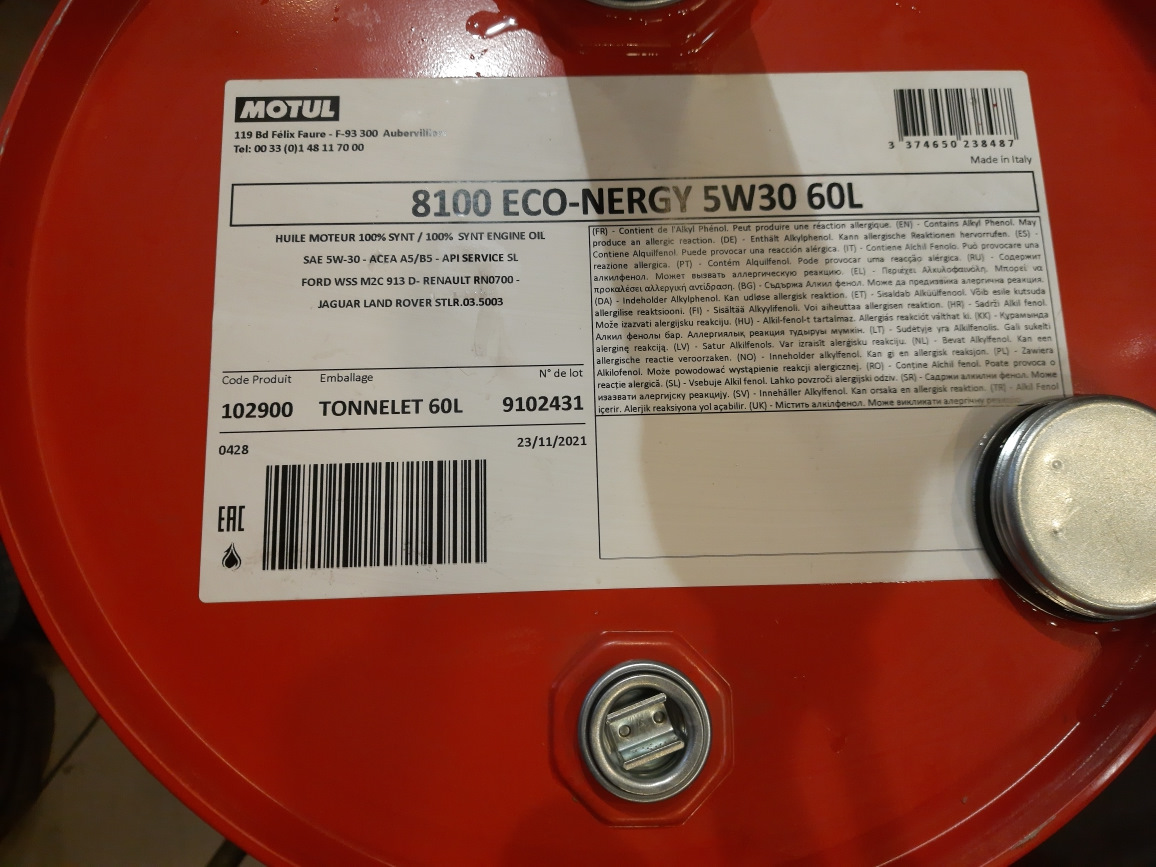 MOTUL
119 Bd Félix Faure - F-93 300 Aubervilliers
Tel: 00 33 (0)1 48 11 70 00
3 374650 238487
Made in Italy
8100 ECO-NERGY 5W30 60L
HUILE MOTEUR 100% SYNT / 100% SYNT ENGINE OIL
SAE 5W-30 - ACEA A5/B5 - API SERVICE SL
FORD WSS M2C 913 D- RENAULT RN0700 -
JAGUAR LAND ROVER STLR.03.5003
(FR) - Contient de l'Alkyl Phénol. Peut produire une réaction allergique. (EN) - Contains Alkyl Phenol. May
produce an allergic reaction. (DE) - Enthält Alkylphenol. Kann allergische Reaktionen hervorrufen. (ES) -
Contiene Alquilfenol. Puede provocar una reacción alérgica. (IT) - Contiene Alchil Fenolo. Può provocare una
reazione allergica. (PT) - Contém Alquilfenol. Pode provocar uma reacção alérgica. (RU) - Содержит
алкилфенол. Может вызвать аллергическую реакцию. (EL) - Περιέχει Αλκυλοφαινόλη. Μπορεί να
προκαλέσει αλλεργική αντίδραση. (BG) - Съдържа Алкил фенол. Може да предизвика алергична реакция.
(DA) - Indeholder Alkylphenol. Kan udløse allergisk reaktion. (ET) - Sisaldab Alküülfenool. Võib esile kutsuda
allergilise reaktsiooni. (FI) - Sisältää Alkyylifenoli. Voi aiheuttaa allergisen reaktion. (HR) - Sadrži Alkil fenol.
Može izazvati alergijsku reakciju. (HU) - Alkil-fenol-t tartalmaz. Allergiás reakciót válthat ki. (KK) - Курамында
Алкил фенолы бар. Аллергиялық реакция тудыруы мумкін. (LT) - Sudėtyje yra Alkilfenolis. Gali sukelti
alerginę reakciją. (LV) - Satur Alkilfenols. Var izraisīt alerģisku reakciju. (NL) - Bevat Alkylfenol. Kan een
allergische reactie veroorzaken. (NO) - Inneholder alkylfenol. Kan gi en allergisk reaksjon. (PL) - Zawiera
Alkilofenol. Może powodować wystąpienie reakcji alergicznej. (RO) - Conține Alchil fenol. Poate provoca o
reacție alergică. (SL) - Vsebuje Alkil fenol. Lahko povzroči alergijski odziv. (SR) - Садржи алкилни фенол. Може
изазвати алергијску реакцију. (SV) - Innehåller Alkylfenol. Kan orsaka en allergisk reaktion. (TR) - Alkil Fenol
içerir. Alerjik reaksiyona yol açabilir. (UK) - Містить алкілфенол. Може викликати алергічну
Code Produit Emballage N° de lot
102900 TONNELET 60L 9102431
0428 23/11/2021
EAC